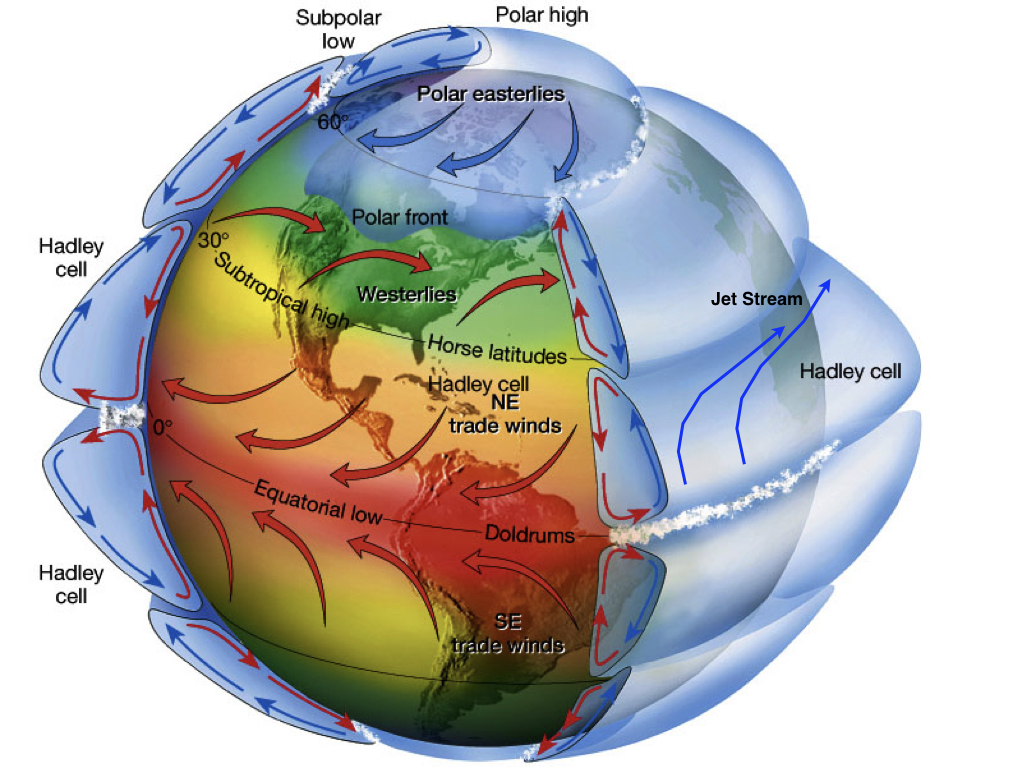 Subpolar
low
Polar high
Polar easterlies
60°
Polar front
30°
Hadley
cell
Subtropical high
Westerlies
Jet Stream
Horse latitudes
Hadley cell
Hadley cell
NE
trade winds
0°
Equatorial low
Doldrums
Hadley
cell
SE
trade winds